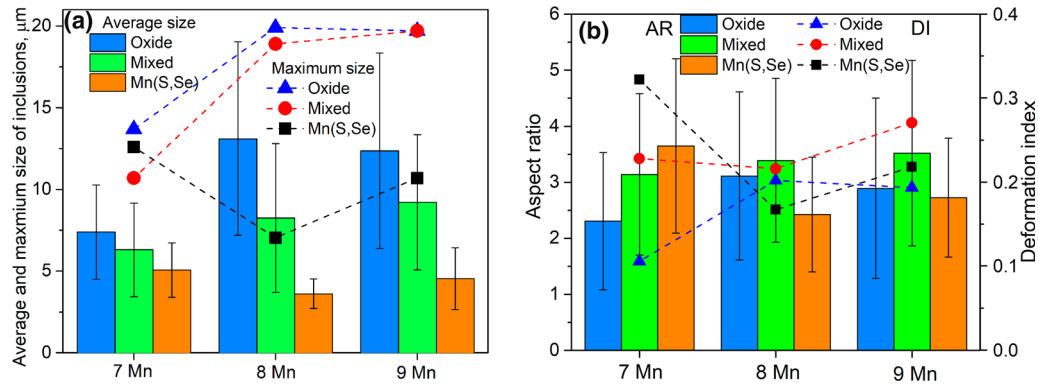 (a)
Average size
Oxide
Mixed
Mn(S,Se)
Maximum size
Oxide
Mixed
Mn(S,Se)
Average and maxmium size of inclusions, μm
20
15
10
5
0
7 Mn
8 Mn
9 Mn
(b)
AR
Oxide
Mixed
Mn(S,Se)
Oxide
Mixed
Mn(S,Se)
DI
Aspect ratio
6
5
4
3
2
1
0
7 Mn
8 Mn
9 Mn
0.4
0.3
0.2
0.1
0.0
Deformation index